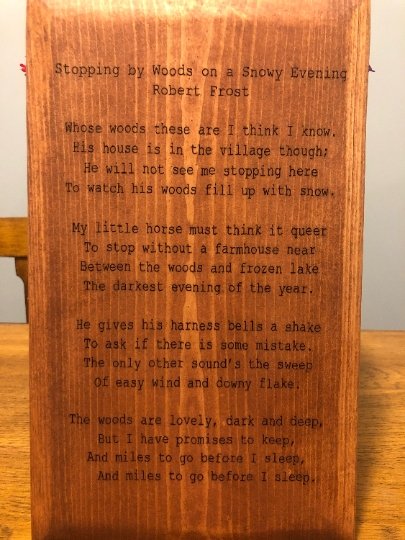 Stopping by Woods on a Snowy Evening
Robert Frost
Whose woods these are I think I know.
His house is in the village though;
He will not see me stopping here
To watch his woods fill up with snow.
My little horse must think it queer
To stop without a farmhouse near
Between the woods and frozen lake
The darkest evening of the year.
He gives his harness bells a shake
To ask if there is some mistake.
The only other sound's the sweep
Of easy wind and downy flake.
The woods are lovely, dark and deep,
But I have promises to keep,
And miles to go before I sleep,
And miles to go before I sleep.